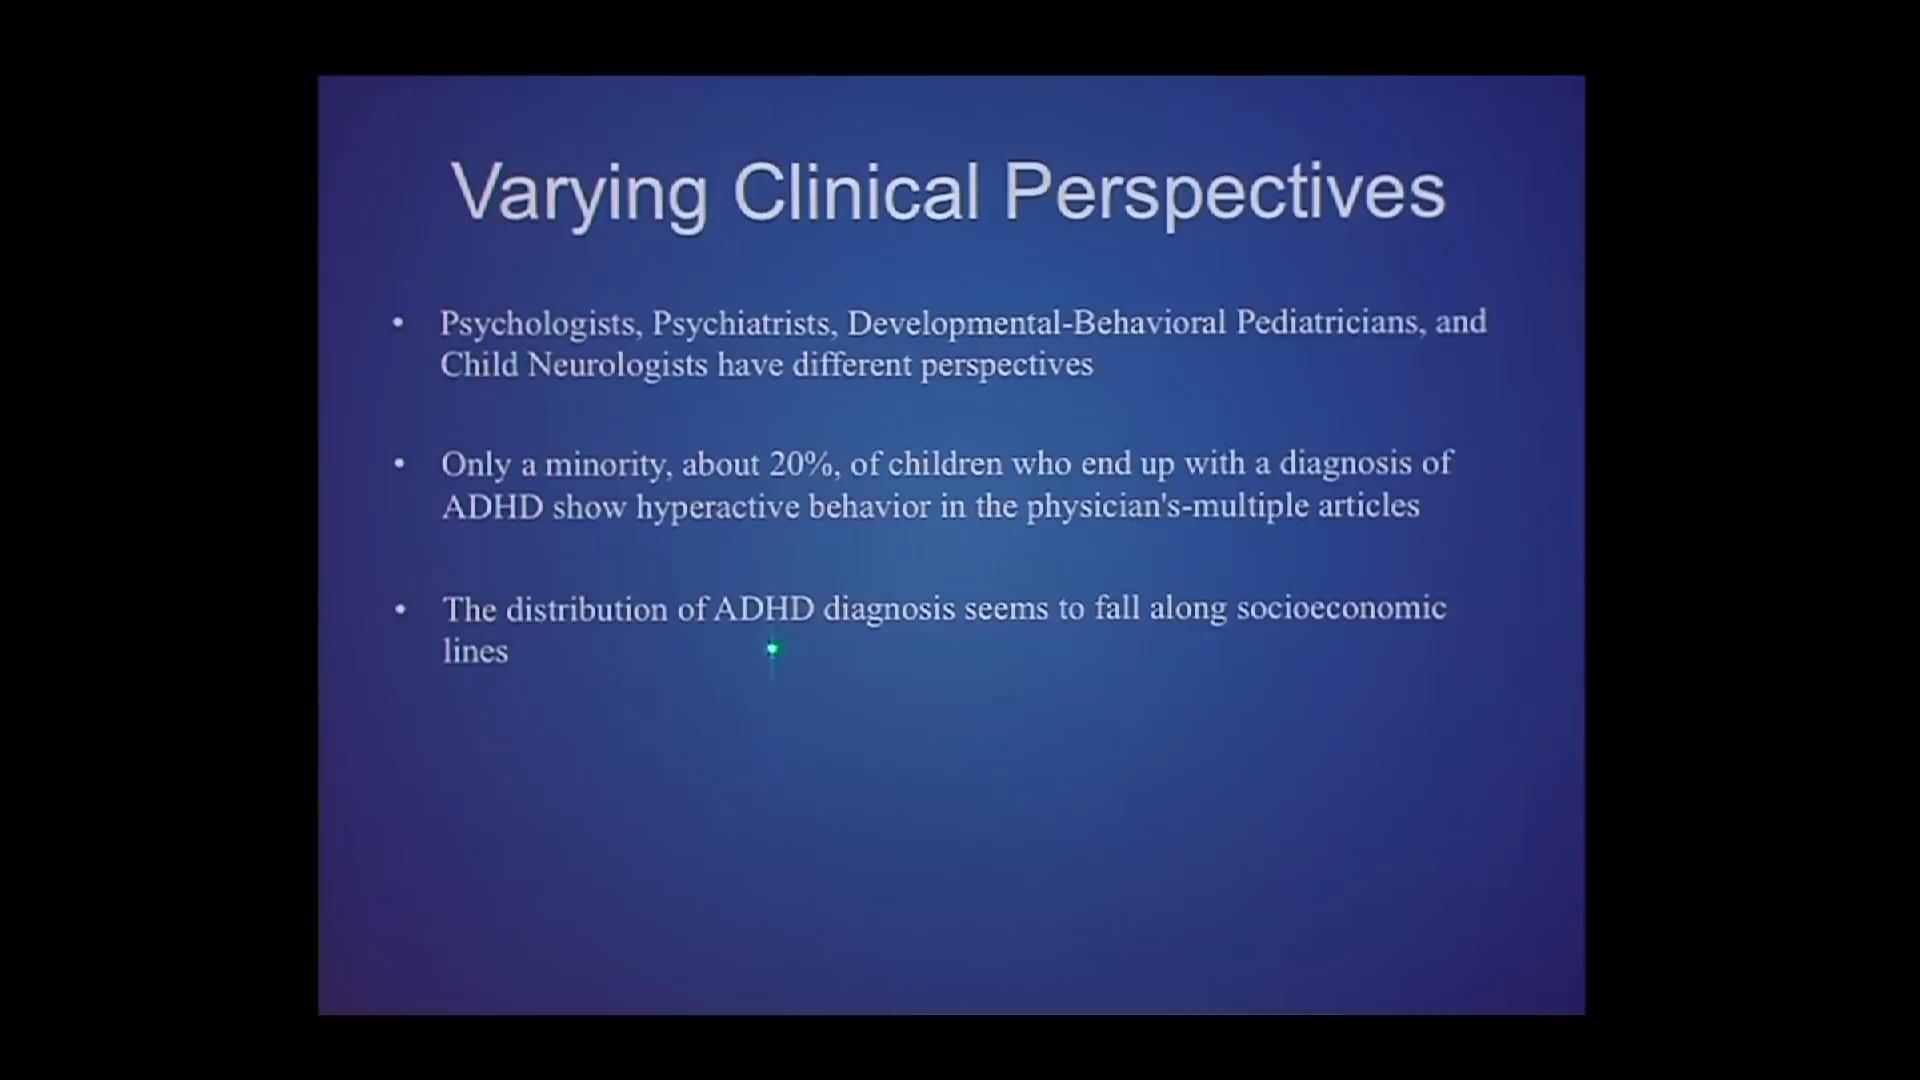 Varying Clinical Perspectives
• Psychologists, Psychiatrists, Developmental-Behavioral Pediatricians, and
Child Neurologists have different perspectives
• Only a minority, about 20%, of children who end up with a diagnosis of
ADHD show hyperactive behavior in the physician's-multiple articles
• The distribution of ADHD diagnosis seems to fall along socioeconomic
lines